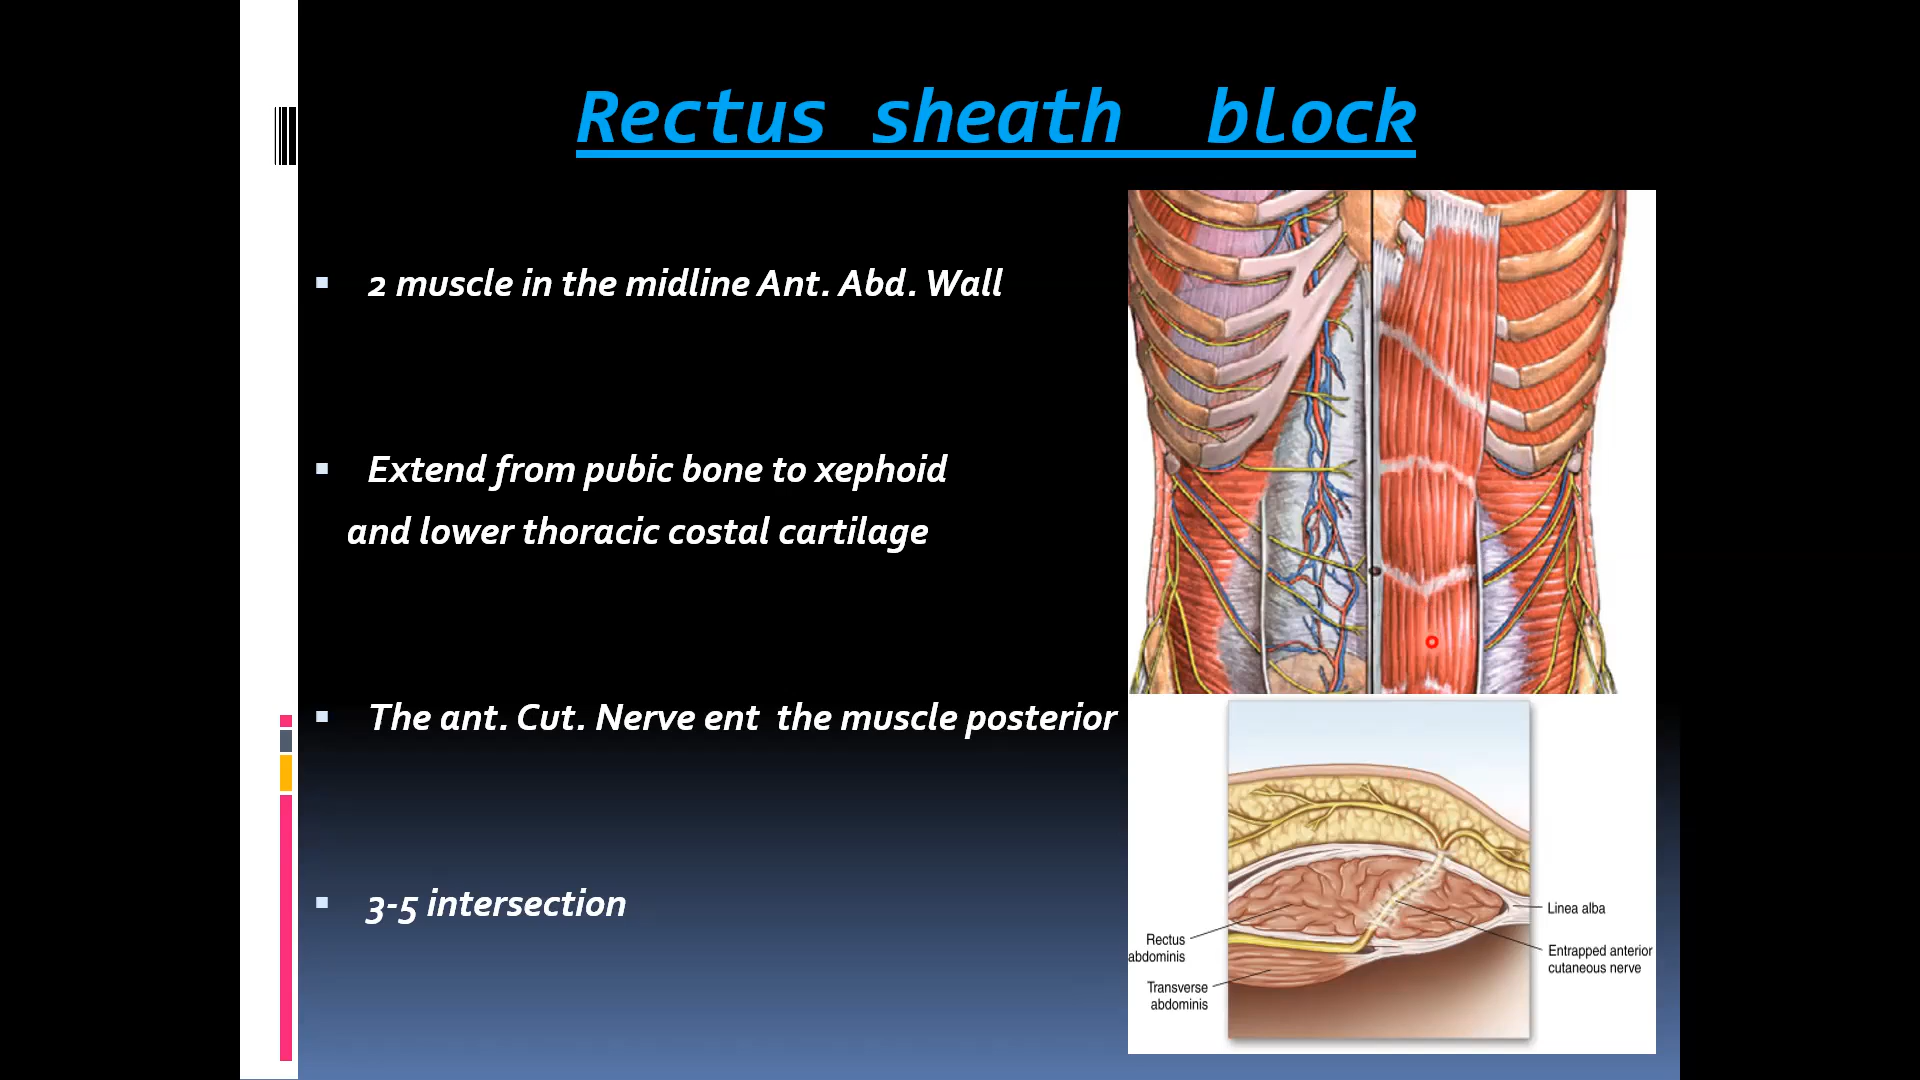 Rectus sheath block
2 muscle in the midline Ant. Abd. Wall
Extend from pubic bone to xephoid
and lower thoracic costal cartilage
The ant. Cut. Nerve ent the muscle posterior
3-5 intersection
Linea alba
Rectus
abdominis
Entrapped anterior
cutaneous nerve
Transverse
abdominis